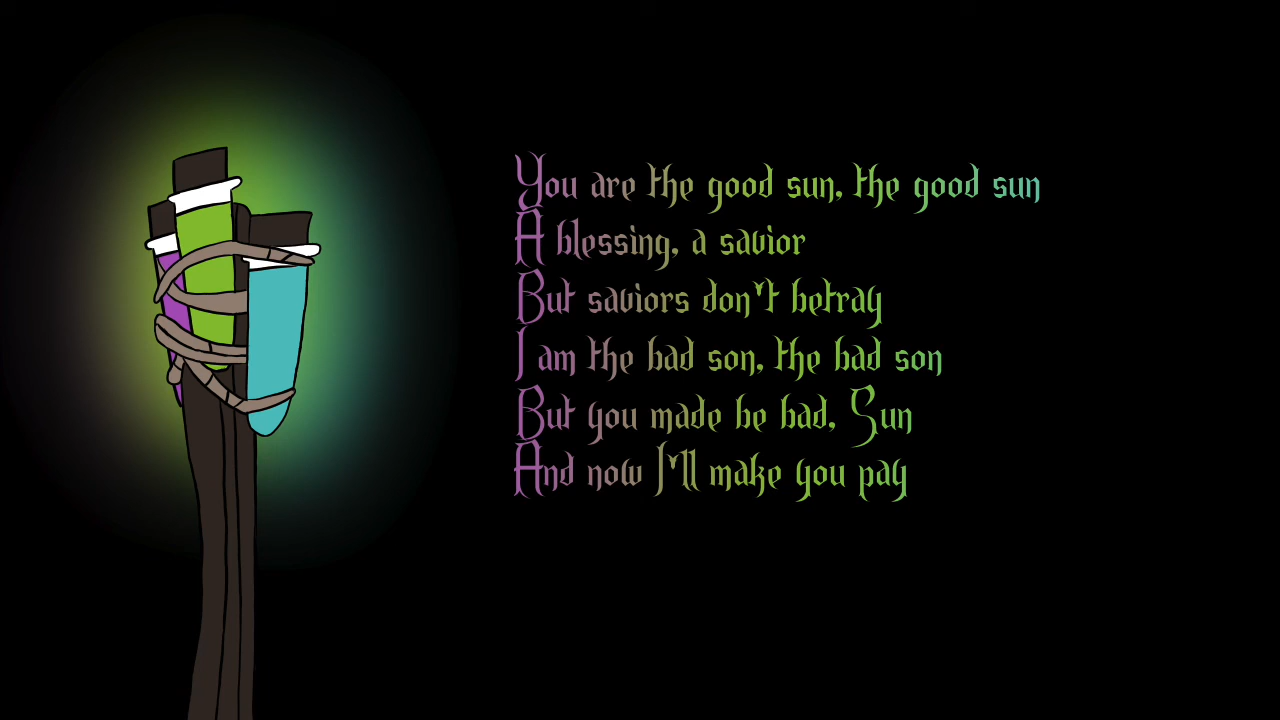 You are the good sun, the good sun
A blessing, a savior
But saviors don't betray
I am the bad son, the bad son
But you made be bad, Sun
And now I'll make you pay